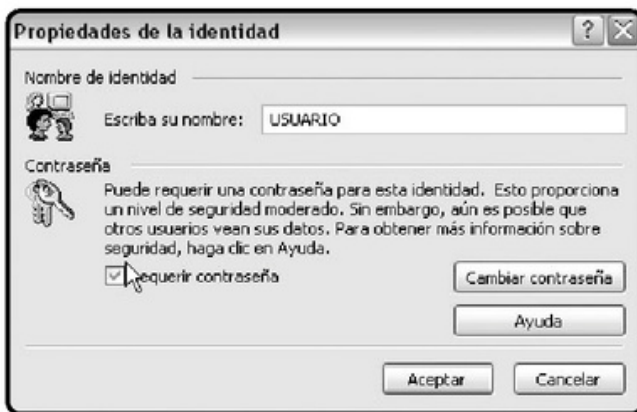 Propiedades de la identidad
Nombre de identidad
Escriba su nombre: USUARIO
Contraseña
Puede requerir una contraseña para esta identidad. Esto proporciona
un nivel de seguridad moderado. Sin embargo, aún es posible que
otros usuarios vean sus datos. Para obtener más información sobre
seguridad, haga clic en Ayuda.
Requerir contraseña
Cambiar contraseña
Ayuda
Aceptar
Cancelar